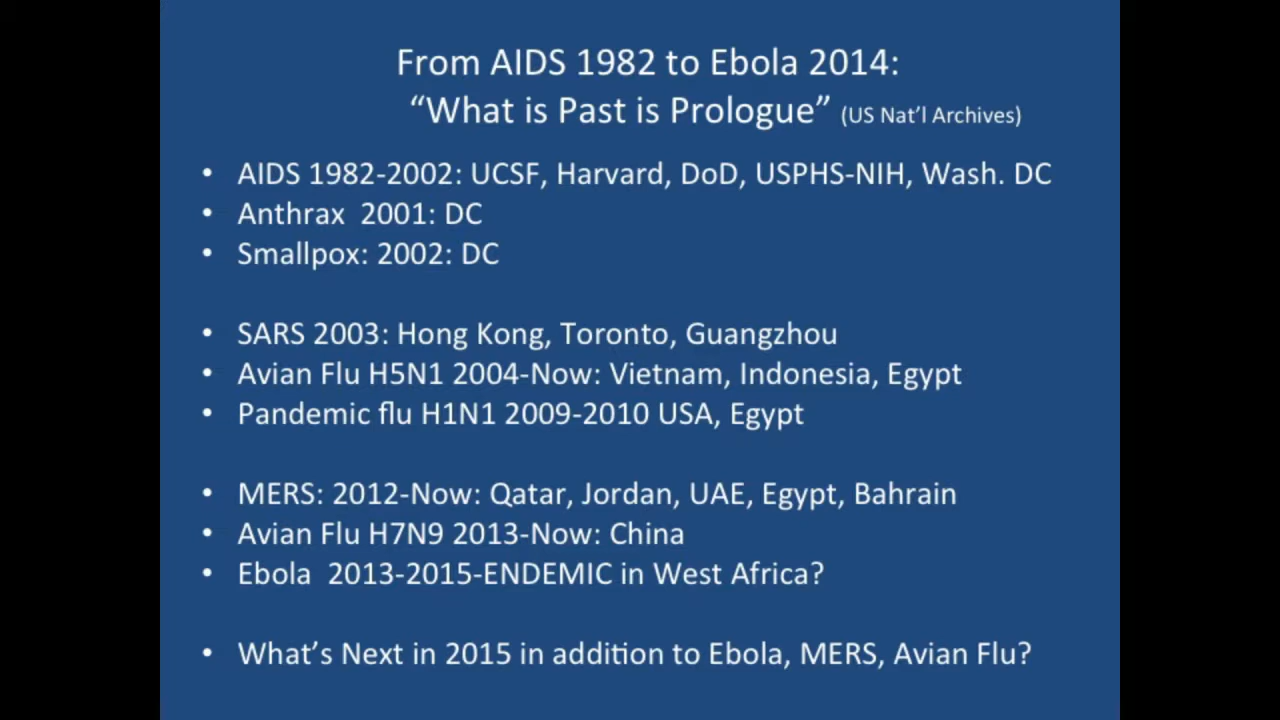 From AIDS 1982 to Ebola 2014:
“What is Past is Prologue” (US Nat’l Archives)
• AIDS 1982-2002: UCSF, Harvard, DoD, USPHS-NIH, Wash. DC
• Anthrax  2001: DC
• Smallpox: 2002: DC
• SARS 2003: Hong Kong, Toronto, Guangzhou
• Avian Flu H5N1 2004-Now: Vietnam, Indonesia, Egypt
• Pandemic flu H1N1 2009-2010 USA, Egypt
• MERS: 2012-Now: Qatar, Jordan, UAE, Egypt, Bahrain
• Avian Flu H7N9 2013-Now: China
• Ebola  2013-2015-ENDEMIC in West Africa?
• What’s Next in 2015 in addition to Ebola, MERS, Avian Flu?